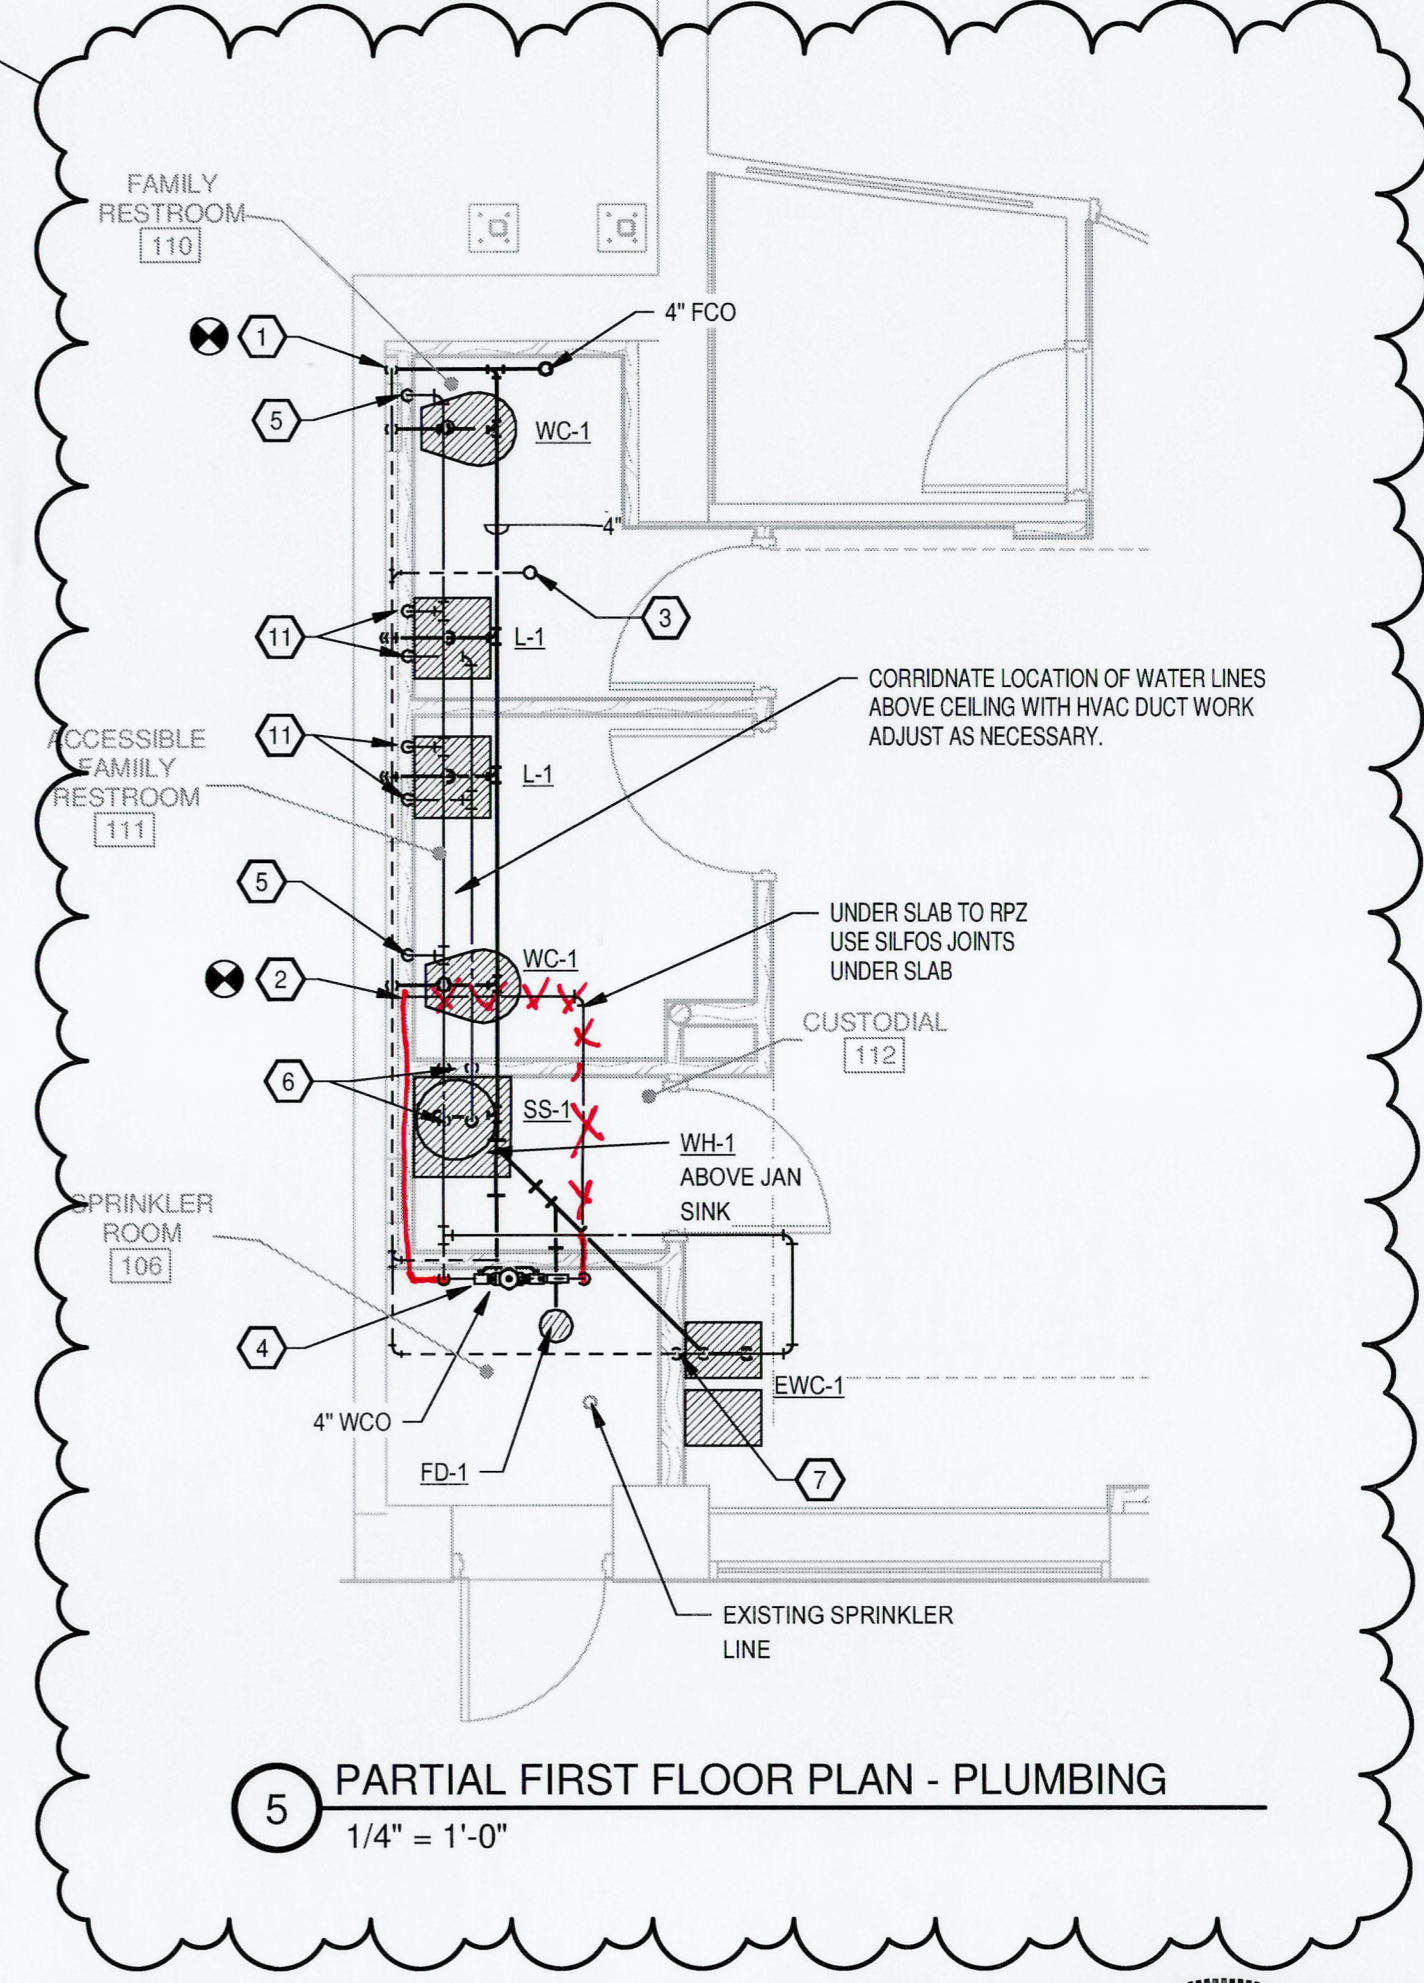 FAMILY
RESTROOM
110
4" FCO
1
5
WC-1
4"
3
11
L-1
CORRIDNATE LOCATION OF WATER LINES
ABOVE CEILING WITH HVAC DUCT WORK
ADJUST AS NECESSARY.
ACCESSIBLE
FAMIILY
RESTROOM
111
11
L-1
5
UNDER SLAB TO RPZ
USE SILFOS JOINTS
UNDER SLAB
WC-1
2
CUSTODIAL
112
6
SS-1
WH-1
ABOVE JAN
SINK
SPRINKLER
ROOM
106
4
EWC-1
4" WCO
FD-1
7
EXISTING SPRINKLER
LINE
5
PARTIAL FIRST FLOOR PLAN - PLUMBING
1/4" = 1'-0"